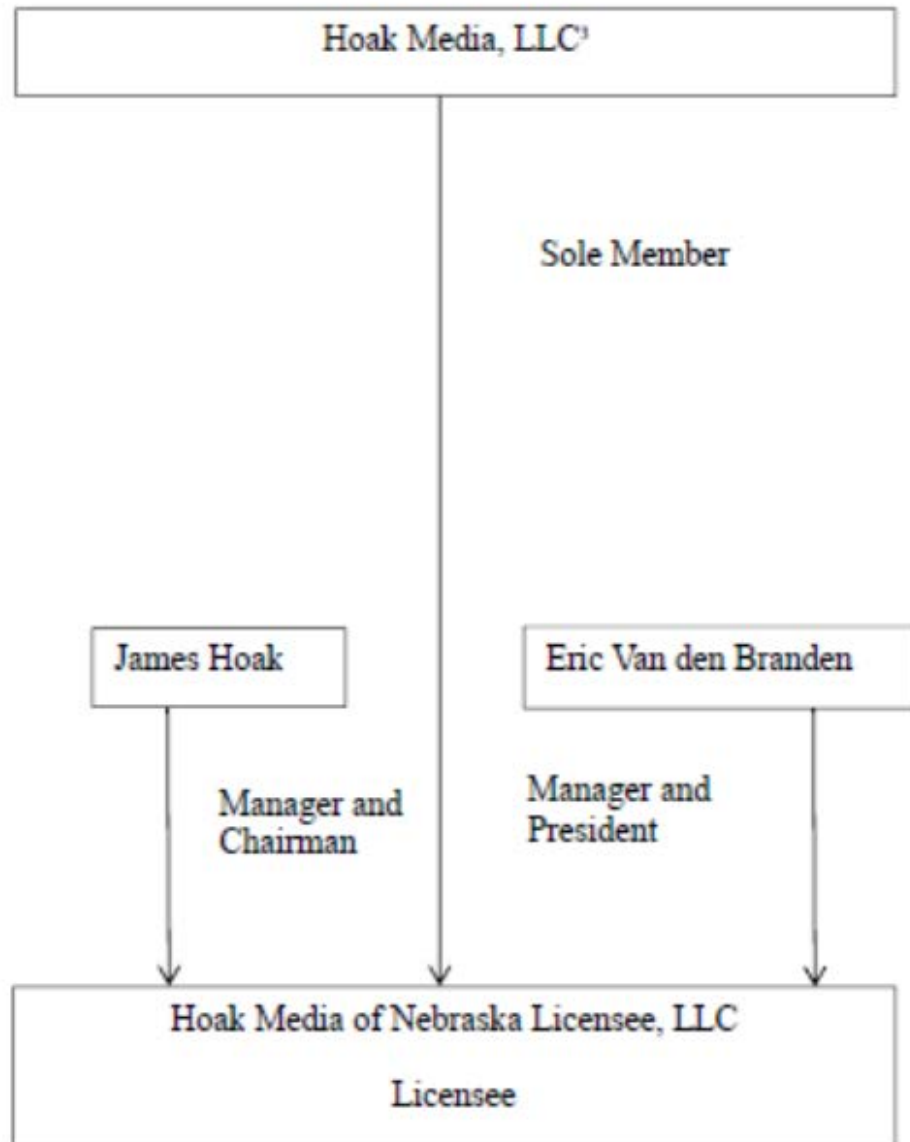 Hoak Media, LLC³
Sole Member
James Hoak
Eric Van den Branden
Manager and
Chairman
Manager and
President
Hoak Media of Nebraska Licensee, LLC
Licensee